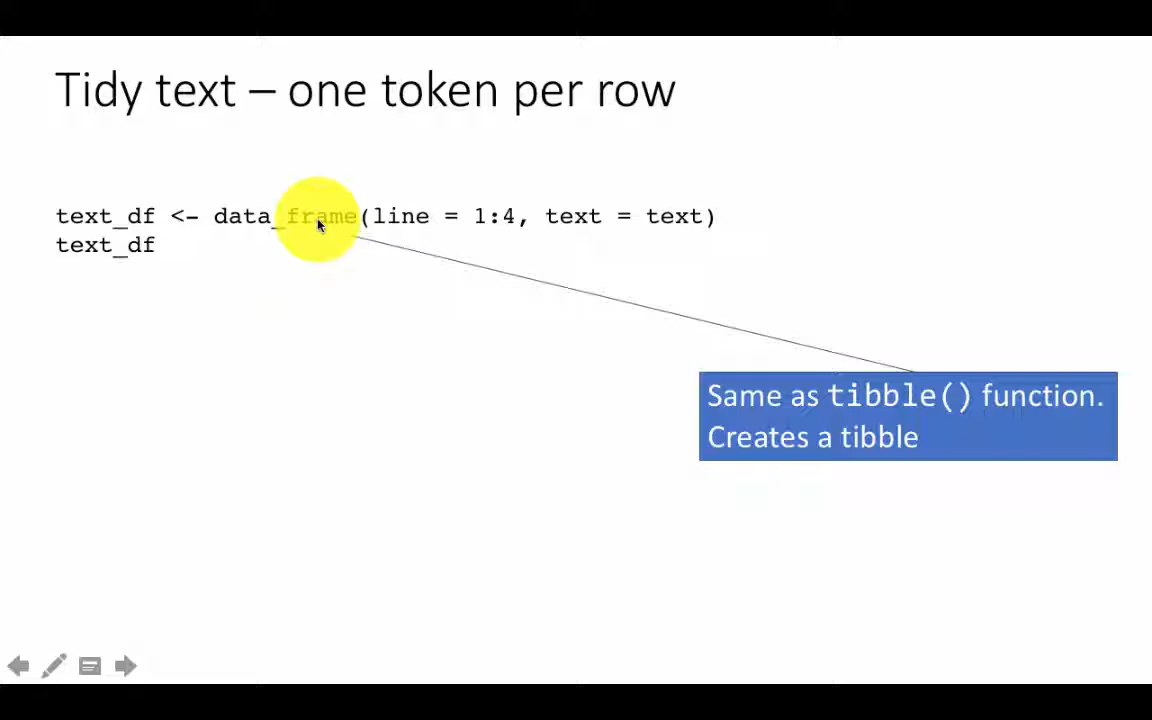 Tidy text – one token per row
text_df <- data_frame(line = 1:4, text = text)
text_df
Same as tibble() function.
Creates a tibble